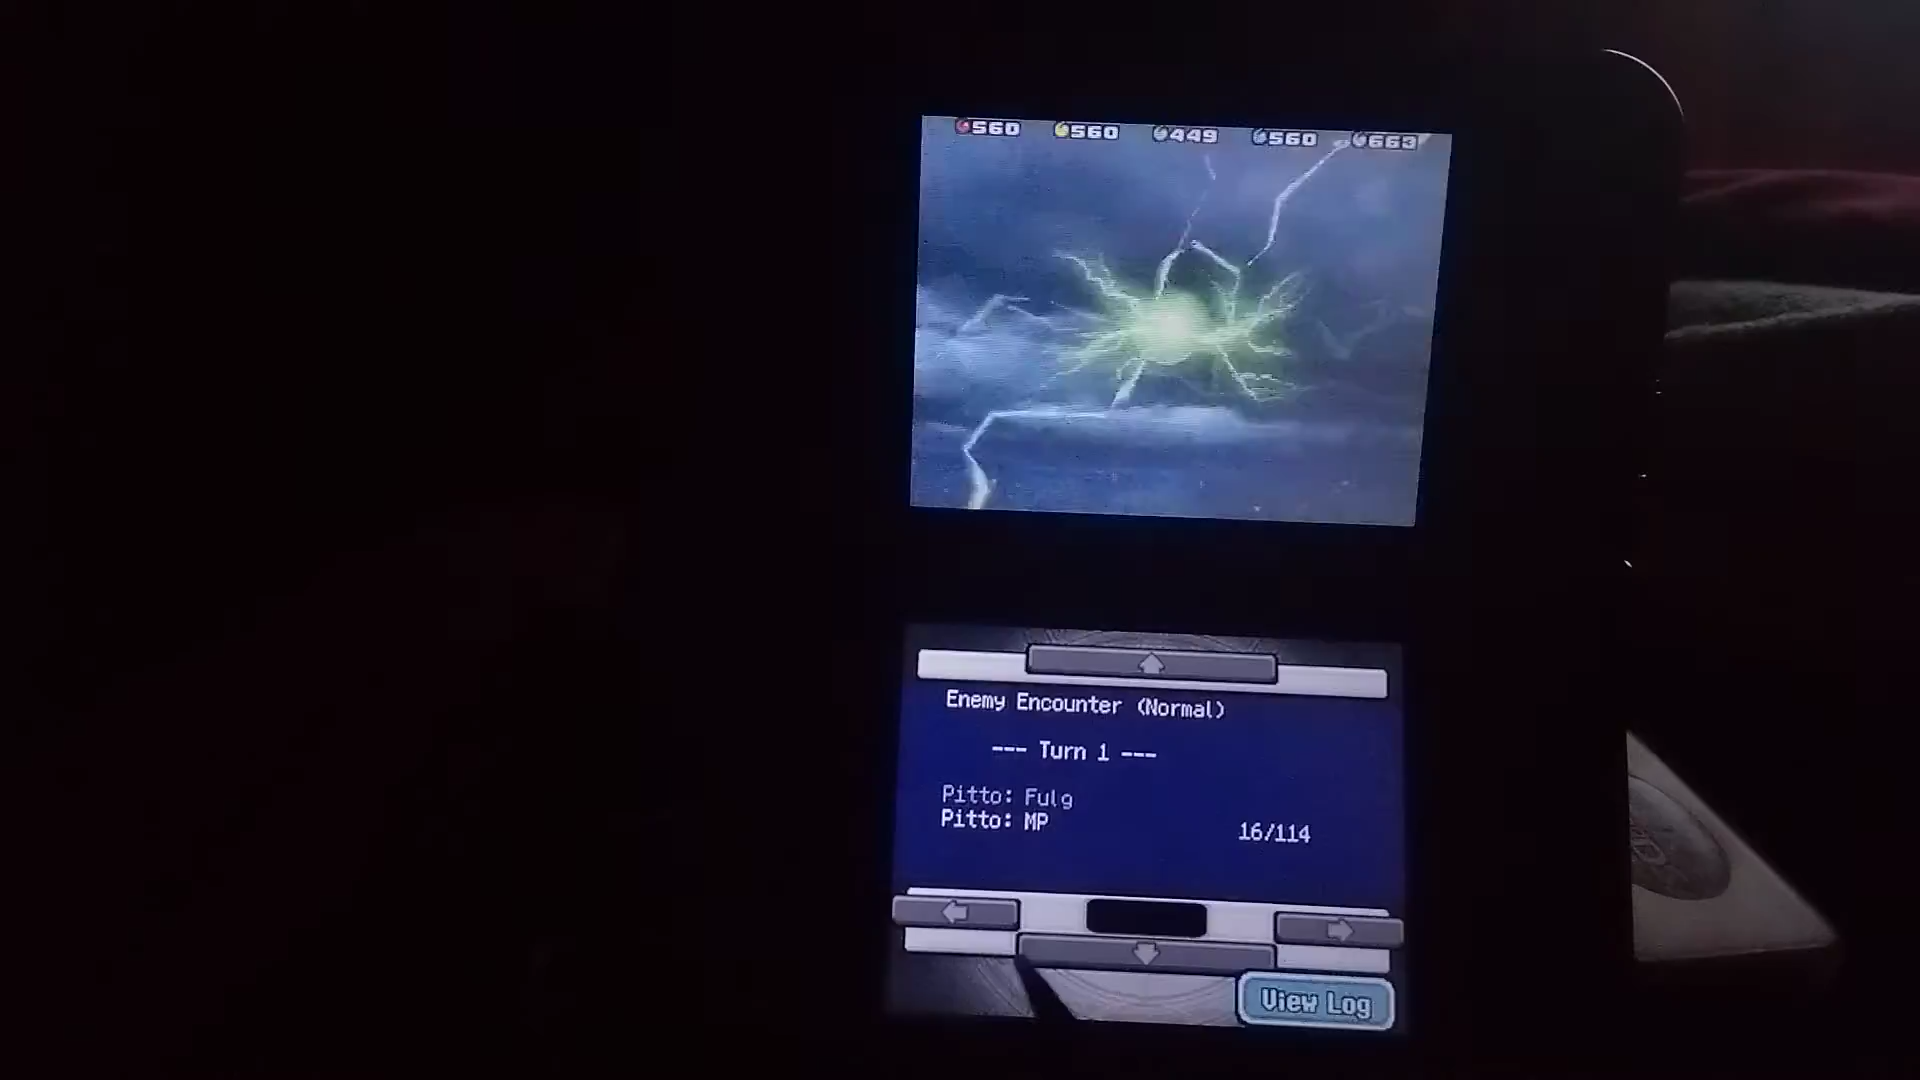 560 560 449 560 663
Enemy Encounter (Normal)
--- Turn 1 ---
Pitto: Fulg
Pitto: MP 16/114
View Log